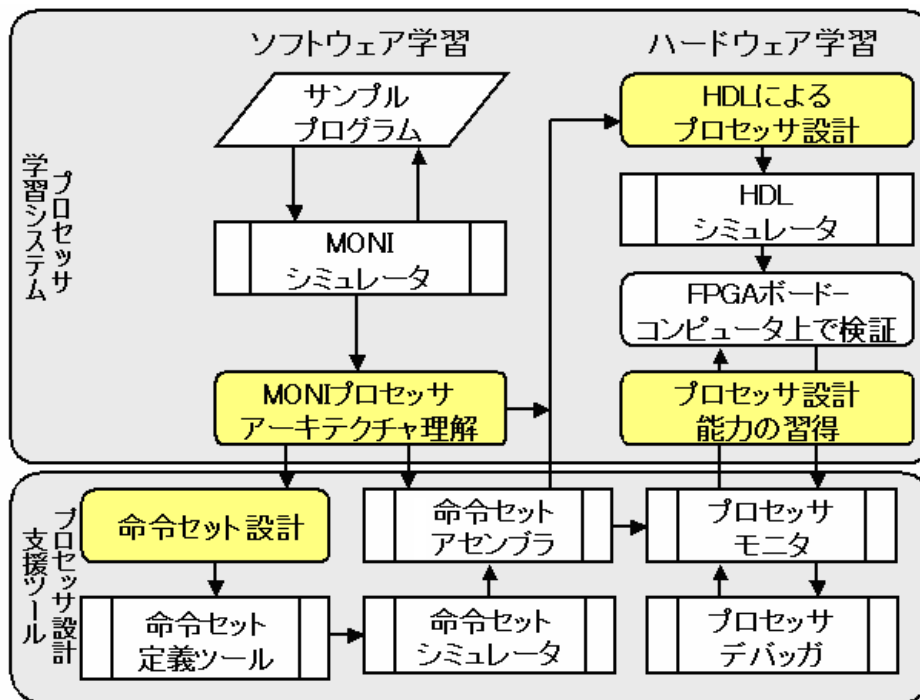 ソフトウェア学習
ハードウェア学習
サンプル
プログラム
HDLによる
プロセッサ設計
MONI
シミュレータ
HDL
シミュレータ
FPGAボード-
コンピュータ上で検証
MONIプロセッサ
アーキテクチャ理解
プロセッサ設計
能力の習得
プロセッサ
学習システム
命令セット設計
命令セット
アセンブラ
プロセッサ
モニタ
命令セット
定義ツール
命令セット
シミュレータ
プロセッサ
デバッガ
プロセッサ設計
支援ツール